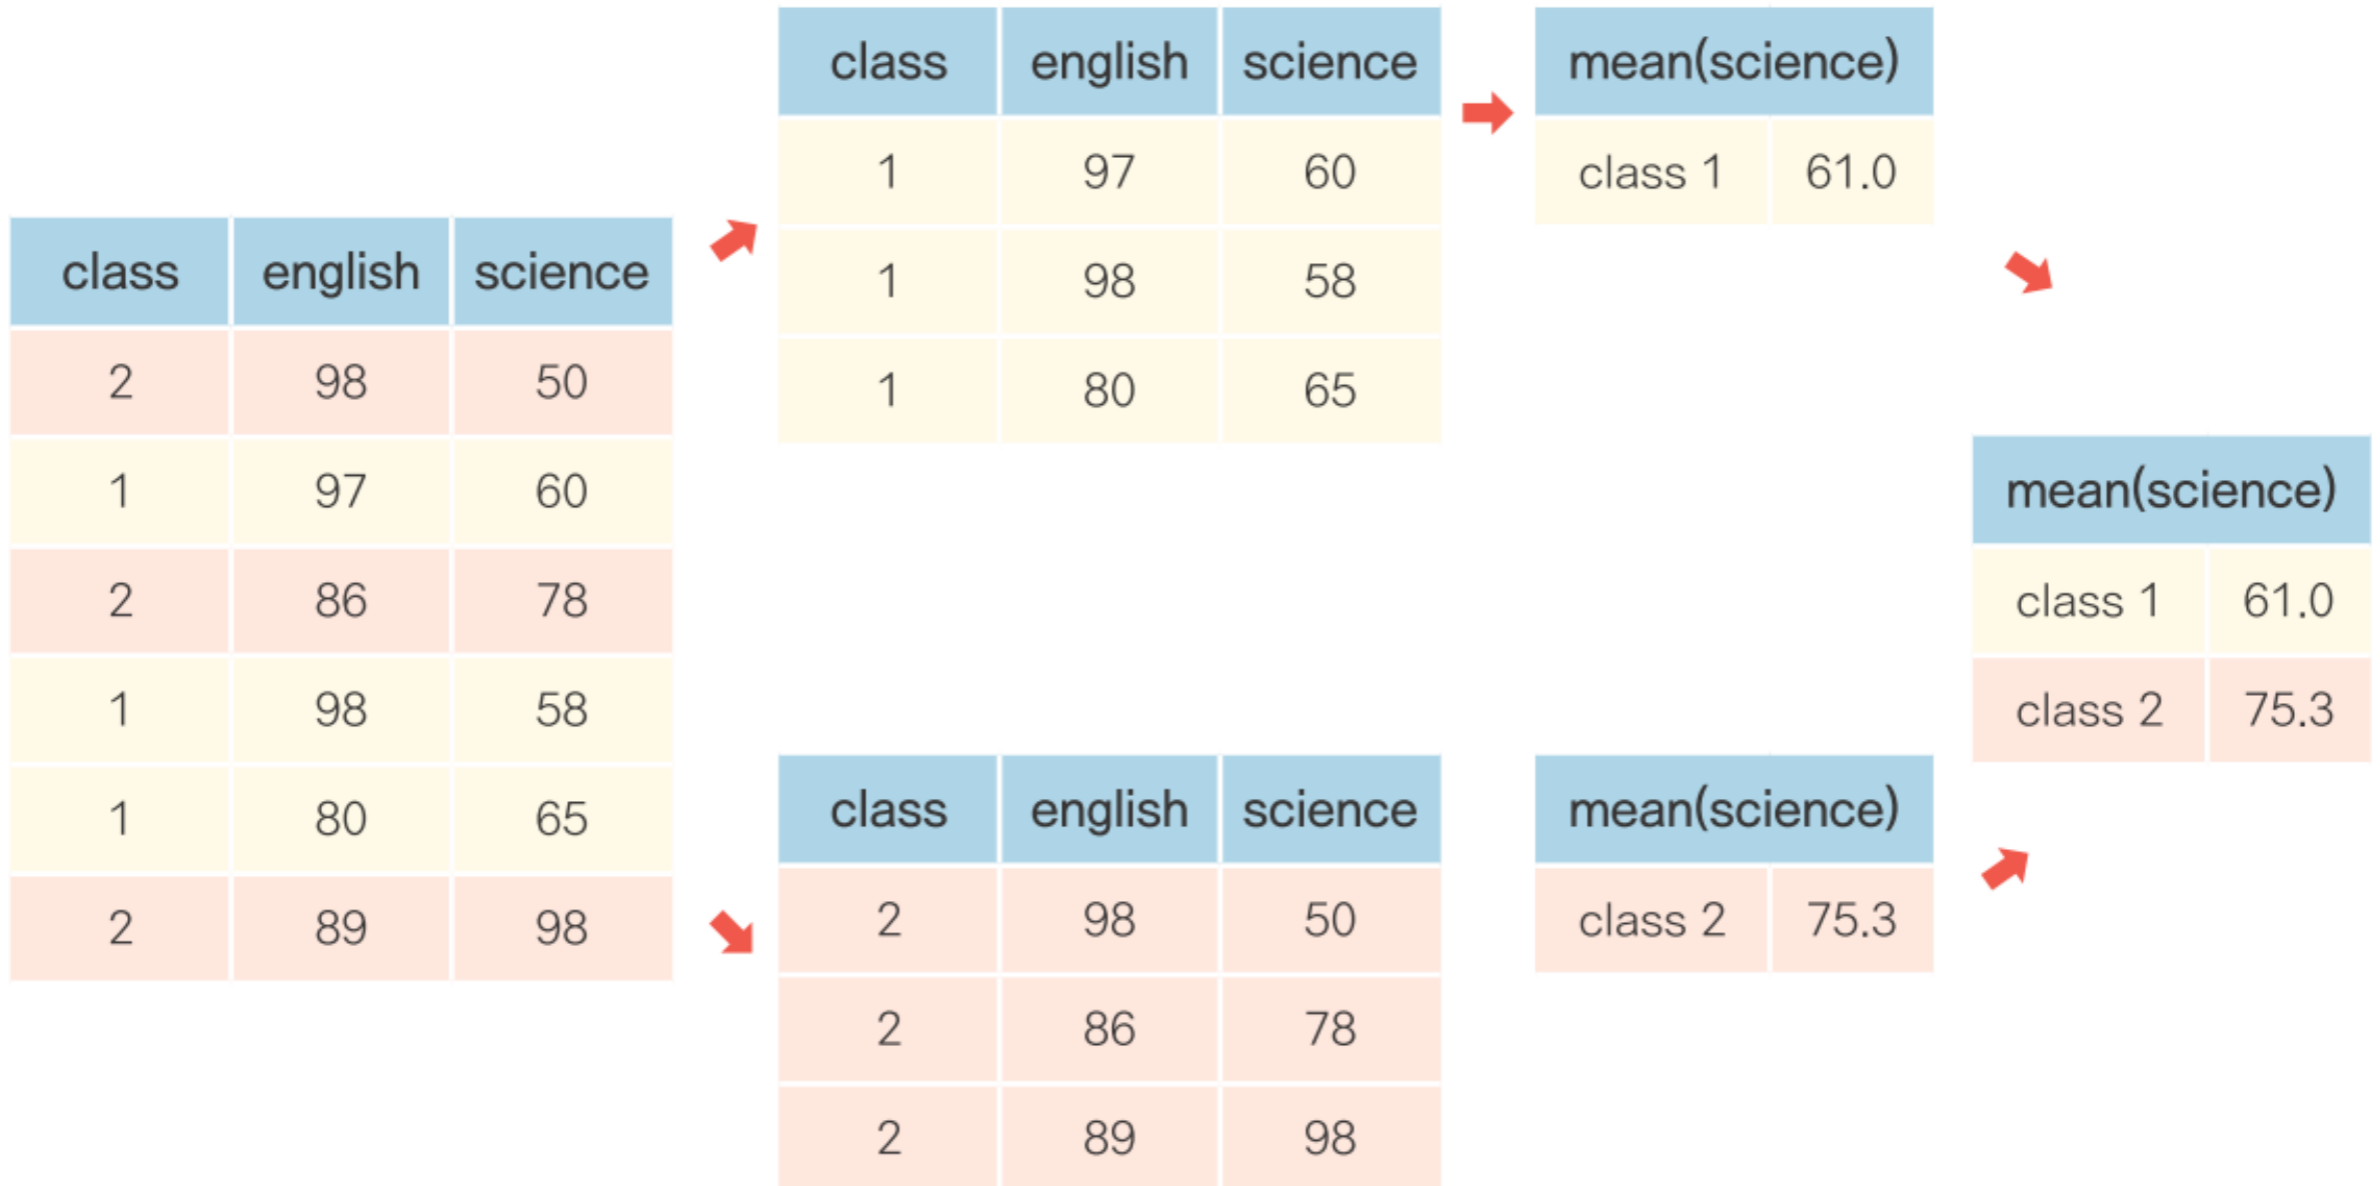 class english science
2 98 50
1 97 60
2 86 78
1 98 58
1 80 65
2 89 98
class english science
1 97 60
1 98 58
1 80 65
mean(science)
class 1 61.0
class english science
2 98 50
2 86 78
2 89 98
mean(science)
class 2 75.3
mean(science)
class 1 61.0
class 2 75.3